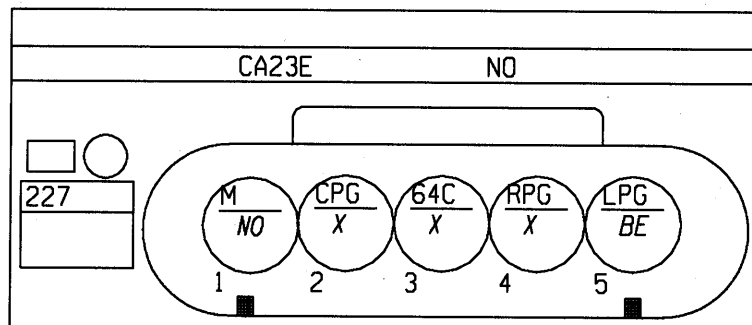 CA23E NO
227
M CPG 64C RPG LPG
NO X X X BE
1 2 3 4 5